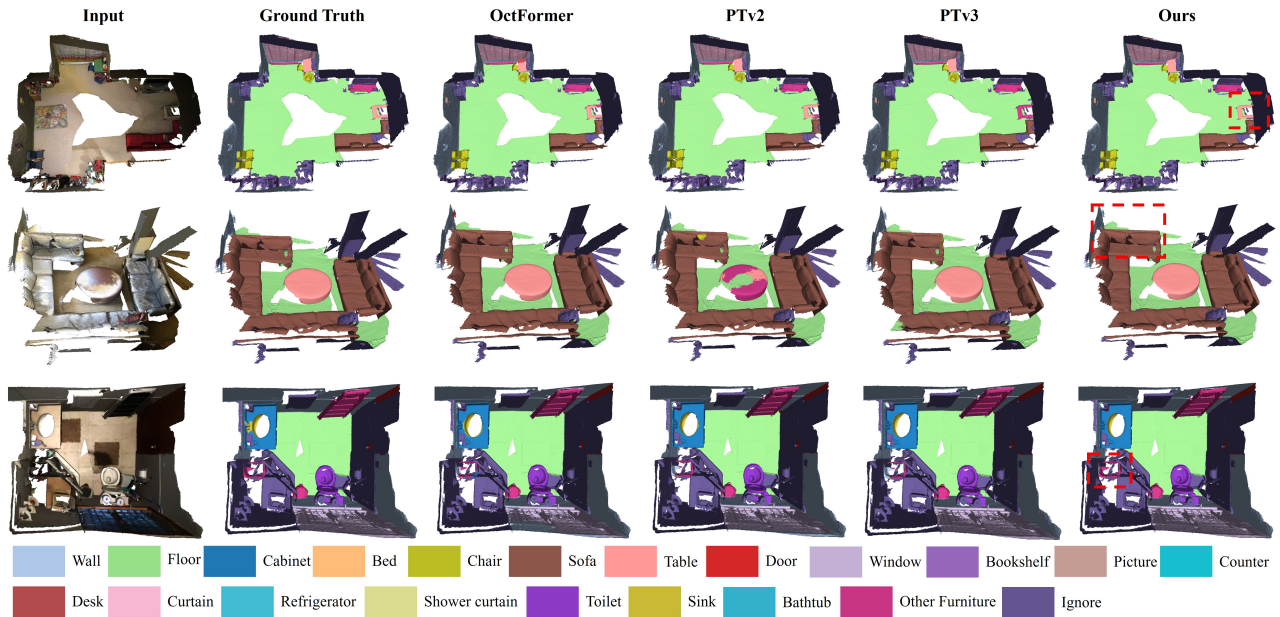 Input Ground Truth OctFormer PTv2 PTv3 Ours
Wall Floor Cabinet Bed Chair Sofa Table Door Window Bookshelf Picture Counter
Desk Curtain Refrigerator Shower curtain Toilet Sink Bathtub Other Furniture Ignore